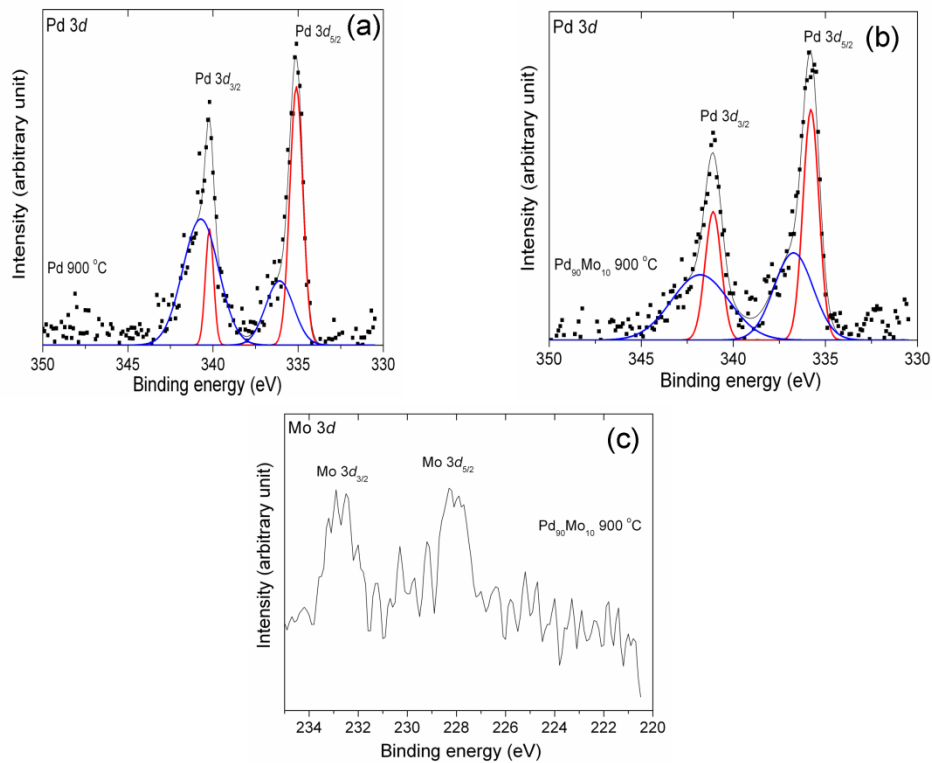 Pd 3d
(a)
Pd 3d5/2
Pd 3d3/2
Pd 900 °C
Intensity (arbitrary unit)
350 345 340 335 330
Binding energy (eV)
Pd 3d
(b)
Pd 3d5/2
Pd 3d3/2
Pd90Mo10 900 °C
Intensity (arbitrary unit)
350 345 340 335 330
Binding energy (eV)
Mo 3d
(c)
Mo 3d3/2
Mo 3d5/2
Pd90Mo10 900 °C
Intensity (arbitrary unit)
234 232 230 228 226 224 222 220
Binding energy (eV)